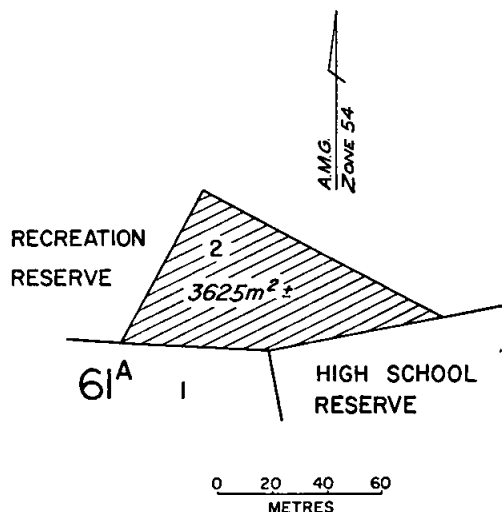 A.M.G.
ZONE 54
RECREATION
RESERVE
2
3625m² ±
61ᴬ 1
HIGH SCHOOL
RESERVE
0 20 40 60
METRES